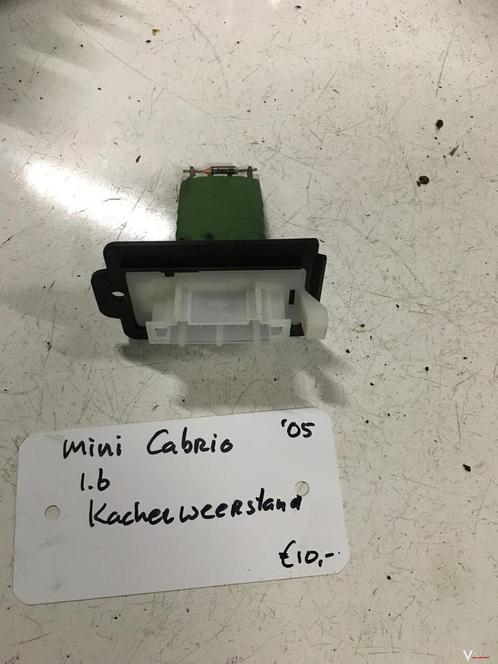 Mini Cabrio '05
1.6
Kachelweerstand
€10,-